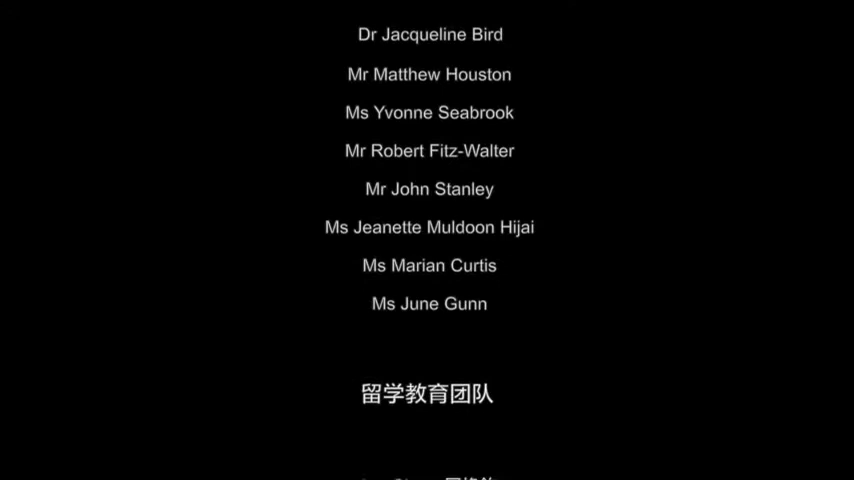 Dr Jacqueline Bird
Mr Matthew Houston
Ms Yvonne Seabrook
Mr Robert Fitz-Walter
Mr John Stanley
Ms Jeanette Muldoon Hijai
Ms Marian Curtis
Ms June Gunn
留学教育团队